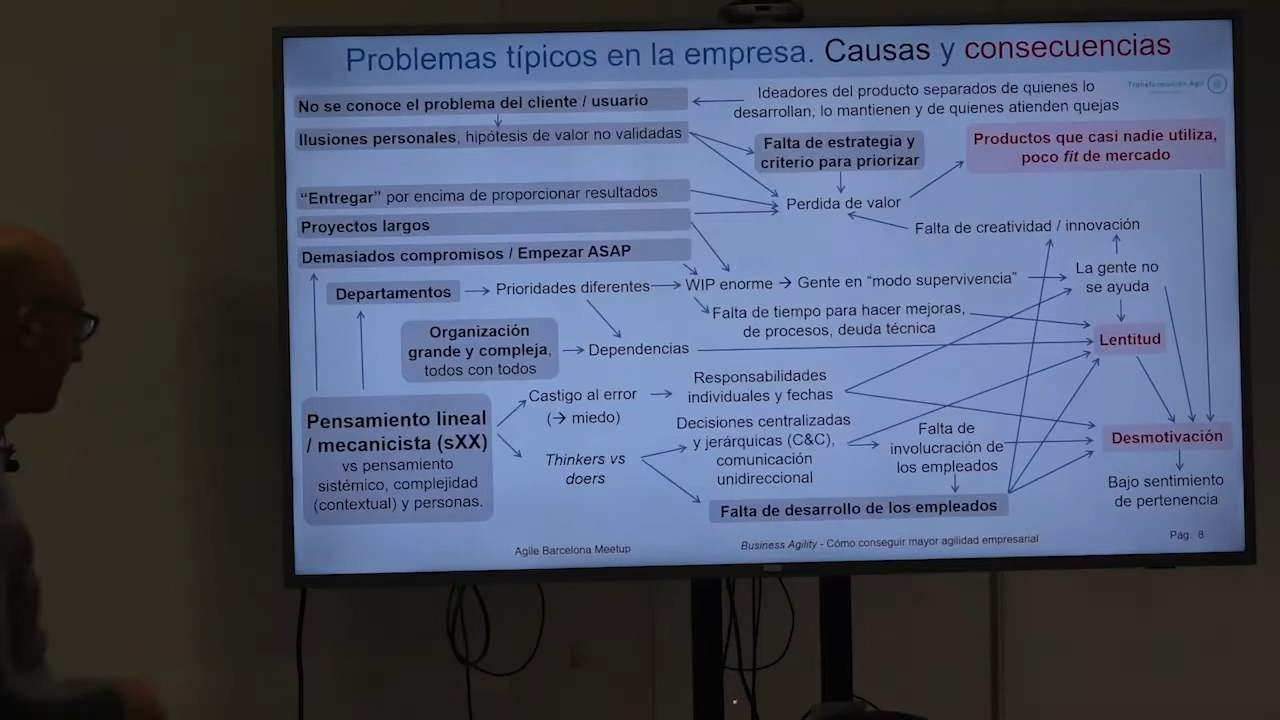 Problemas típicos en la empresa. Causas y consecuencias
Transformación Ágil
No se conoce el problema del cliente / usuario
Ideadores del producto separados de quienes lo
desarrollan, lo mantienen y de quienes atienden quejas
Ilusiones personales, hipótesis de valor no validadas
Falta de estrategia y
criterio para priorizar
Productos que casi nadie utiliza,
poco fit de mercado
“Entregar” por encima de proporcionar resultados
Perdida de valor
Proyectos largos
Falta de creatividad / innovación
Demasiados compromisos / Empezar ASAP
Departamentos
Prioridades diferentes
WIP enorme → Gente en “modo supervivencia”
La gente no
se ayuda
Falta de tiempo para hacer mejoras,
de procesos, deuda técnica
Organización
grande y compleja,
todos con todos
Dependencias
Lentitud
Pensamiento lineal
/ mecanicista (sXX)
vs pensamiento
sistémico, complejidad
(contextual) y personas.
Castigo al error
(→ miedo)
Responsabilidades
individuales y fechas
Thinkers vs
doers
Decisiones centralizadas
y jerárquicas (C&C),
comunicación
unidireccional
Falta de
involucración de
los empleados
Desmotivación
Falta de desarrollo de los empleados
Bajo sentimiento
de pertenencia
Agile Barcelona Meetup
Business Agility - Cómo conseguir mayor agilidad empresarial
Pág. 8